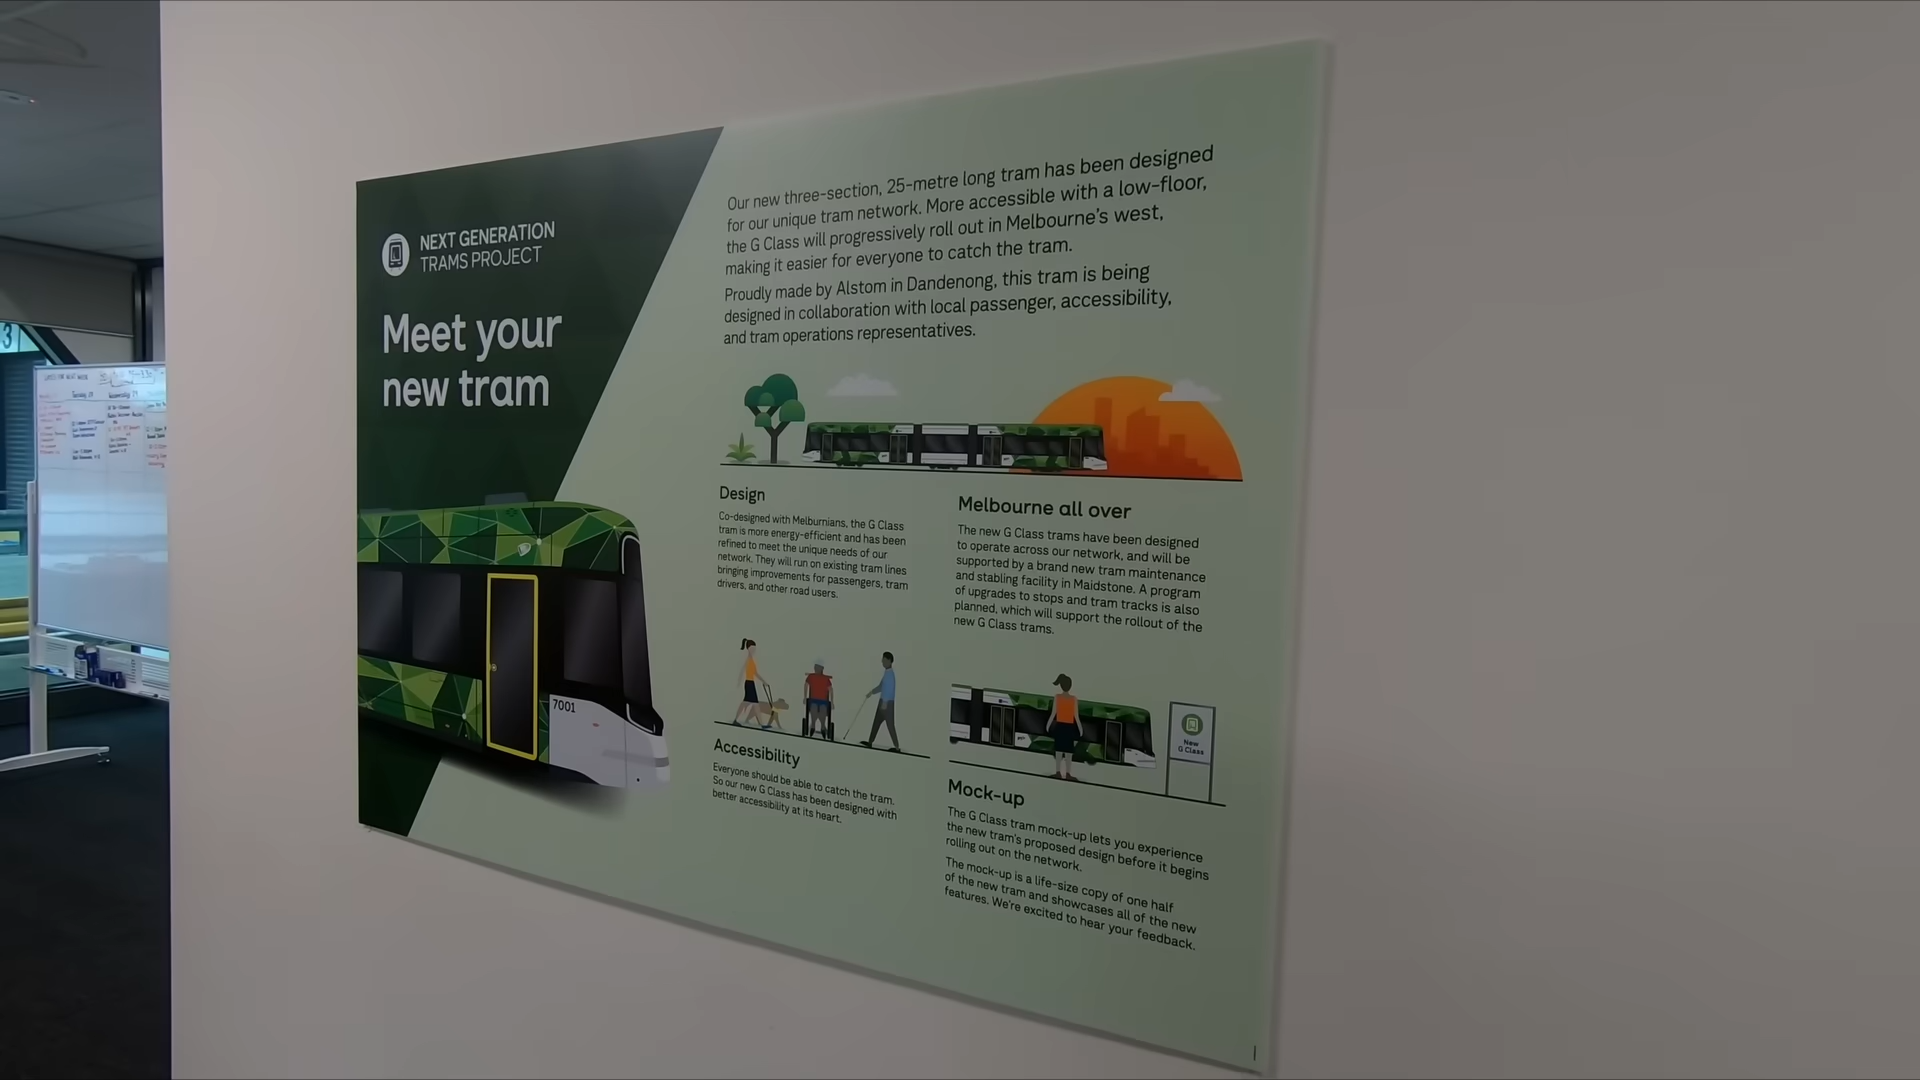 NEXT GENERATION
TRAMS PROJECT
Meet your
new tram
7001
Our new three-section, 25-metre long tram has been designed
for our unique tram network. More accessible with a low-floor,
the G Class will progressively roll out in Melbourne's west,
making it easier for everyone to catch the tram.
Proudly made by Alstom in Dandenong, this tram is being
designed in collaboration with local passenger, accessibility,
and tram operations representatives.
Design
Co-designed with Melburnians, the G Class
tram is more energy-efficient and has been
refined to meet the unique needs of our
network. They will run on existing tram lines
bringing improvements for passengers, tram
drivers, and other road users.
Melbourne all over
The new G Class trams have been designed
to operate across our network, and will be
supported by a brand new tram maintenance
and stabling facility in Maidstone. A program
of upgrades to stops and tram tracks is also
planned, which will support the rollout of the
new G Class trams.
Accessibility
Everyone should be able to catch the tram.
So our new G Class has been designed with
better accessibility at its heart.
New
G Class
Mock-up
The G Class tram mock-up lets you experience
the new tram's proposed design before it begins
rolling out on the network.
The mock-up is a life-size copy of one half
of the new tram and showcases all of the new
features. We're excited to hear your feedback.
3